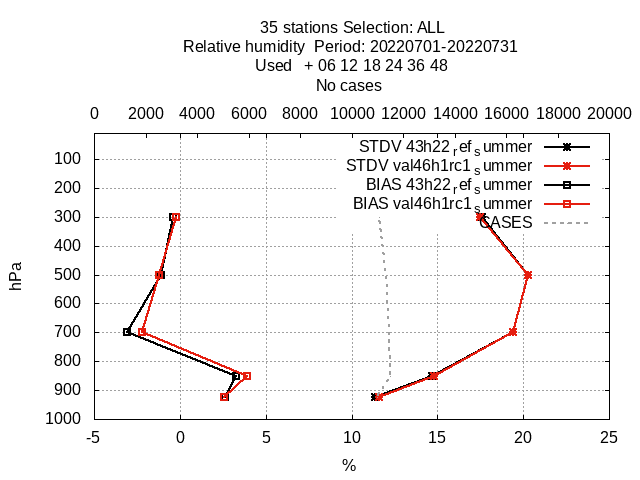 35 stations Selection: ALL
Relative humidity  Period: 20220701-20220731
Used   + 06 12 18 24 36 48
No cases
0 2000 4000 6000 8000 10000 12000 14000 16000 18000 20000
STDV 43h22_ref_summer
STDV val46h1rc1_summer
BIAS 43h22_ref_summer
BIAS val46h1rc1_summer
CASES
100
200
300
400
500
600
700
800
900
1000
hPa
-5 0 5 10 15 20 25
%